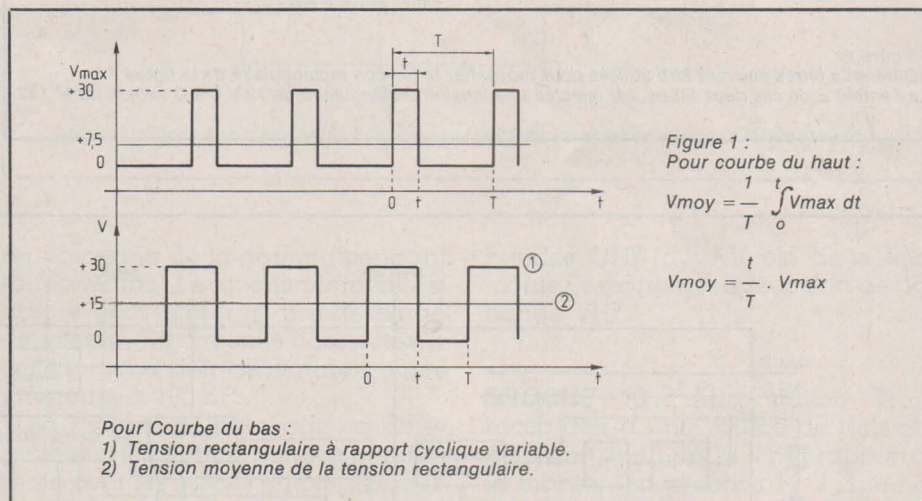 T
t
Vmax
+30
+7,5
0
0 t T t
V
+30
①
+15
②
0
0 t T t
Figure 1 :
Pour courbe du haut :
Vmoy = 1/T ∫ₒᵗ Vmax dt
Vmoy = t/T . Vmax
Pour Courbe du bas :
1) Tension rectangulaire à rapport cyclique variable.
2) Tension moyenne de la tension rectangulaire.